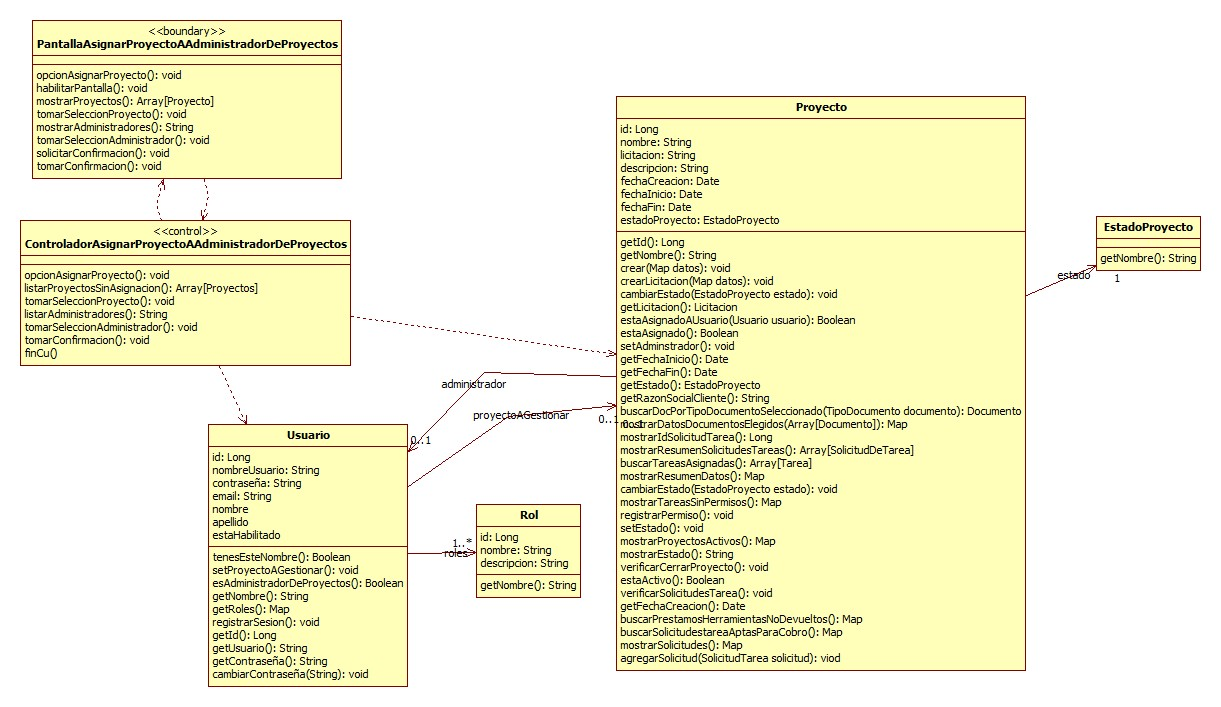 <<boundary>>
PantallaAsignarProyectoAAdministradorDeProyectos
opcionAsignarProyecto(): void
habilitarPantalla(): void
mostrarProyectos(): Array[Proyecto]
tomarSeleccionProyecto(): void
mostrarAdministradores(): String
tomarSeleccionAdministrador(): void
solicitarConfirmacion(): void
tomarConfirmacion(): void
<<control>>
ControladorAsignarProyectoAAdministradorDeProyectos
opcionAsignarProyecto(): void
listarProyectosSinAsignacion(): Array[Proyectos]
tomarSeleccionProyecto(): void
listarAdministradores(): String
tomarSeleccionAdministrador(): void
tomarConfirmacion(): void
finCu()
Proyecto
id: Long
nombre: String
licitacion: String
descripcion: String
fechaCreacion: Date
fechaInicio: Date
fechaFin: Date
estadoProyecto: EstadoProyecto
getId(): Long
getNombre(): String
crear(Map datos): void
crearLicitacion(Map datos): void
cambiarEstado(EstadoProyecto estado): void
getLicitacion(): Licitacion
estaAsignadoAUsuario(Usuario usuario): Boolean
estaAsignado(): Boolean
setAdminstrador(): void
getFechaInicio(): Date
getFechaFin(): Date
getEstado(): EstadoProyecto
getRazonSocialCliente(): String
buscarDocPorTipoDocumentoSeleccionado(TipoDocumento documento): Documento
mostrarDatosDocumentosElegidos(Array[Documento]): Map
mostrarIdSolicitudTarea(): Long
mostrarResumenSolicitudesTareas(): Array[SolicitudDeTarea]
buscarTareasAsignadas(): Array[Tarea]
mostrarResumenDatos(): Map
cambiarEstado(EstadoProyecto estado): void
mostrarTareasSinPermisos(): Map
registrarPermiso(): void
setEstado(): void
mostrarProyectosActivos(): Map
mostrarEstado(): String
verificarCerrarProyecto(): void
estaActivo(): Boolean
verificarSolicitudesTarea(): void
getFechaCreacion(): Date
buscarPrestamosHerramientasNoDevueltos(): Map
buscarSolicitudestareaAptasParaCobro(): Map
mostrarSolicitudes(): Map
agregarSolicitud(SolicitudTarea solicitud): viod
EstadoProyecto
getNombre(): String
estado
1
administrador
0..1
proyectoAGestionar
0..1
0..1
Usuario
id: Long
nombreUsuario: String
contraseña: String
email: String
nombre
apellido
estaHabilitado
tenesEsteNombre(): Boolean
setProyectoAGestionar(): void
esAdministradorDeProyectos(): Boolean
getNombre(): String
getRoles(): Map
registrarSesion(): void
getId(): Long
getUsuario(): String
getContraseña(): String
cambiarContraseña(String): void
1..*
roles
Rol
id: Long
nombre: String
descripcion: String
getNombre(): String